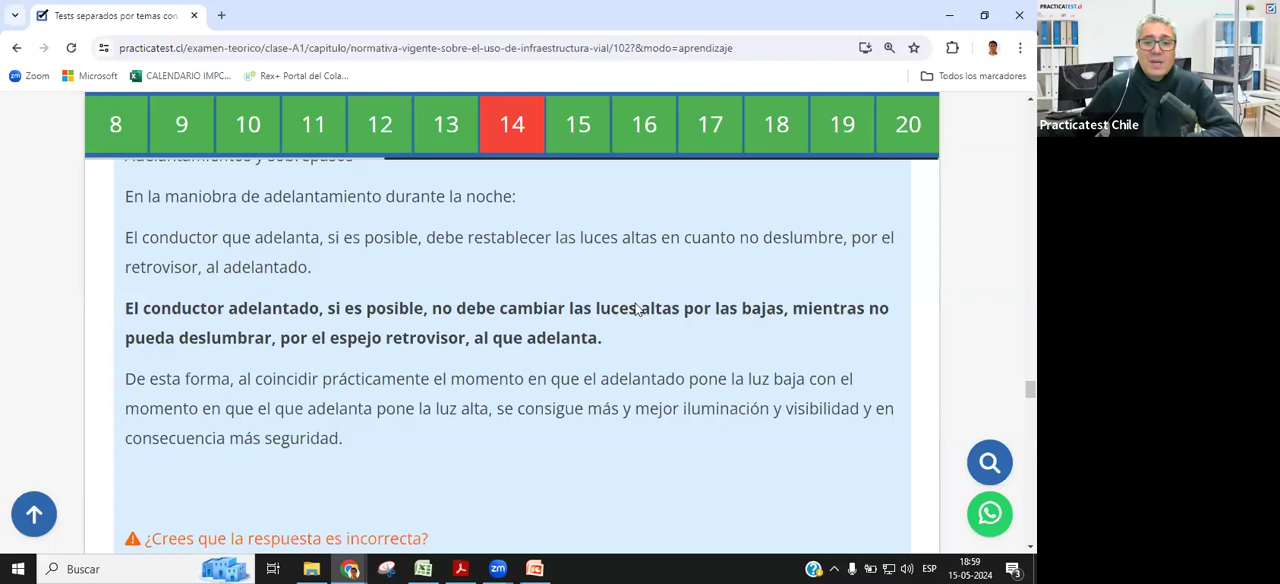 Tests separados por temas con
practicatest.cl/examen-teorico/clase-A1/capitulo/normativa-vigente-sobre-el-uso-de-infraestructura-vial/102?&modo=aprendizaje
Zoom
Microsoft
CALENDARIO IMPC...
Rex+ Portal del Cola...
Todos los marcadores
PRACTICATEST.cl
Practicatest Chile
8 9 10 11 12 13 14 15 16 17 18 19 20
Adelantamientos y sobrepasos
En la maniobra de adelantamiento durante la noche:
El conductor que adelanta, si es posible, debe restablecer las luces altas en cuanto no deslumbre, por el
retrovisor, al adelantado.
El conductor adelantado, si es posible, no debe cambiar las luces altas por las bajas, mientras no
pueda deslumbrar, por el espejo retrovisor, al que adelanta.
De esta forma, al coincidir prácticamente el momento en que el adelantado pone la luz baja con el
momento en que el que adelanta pone la luz alta, se consigue más y mejor iluminación y visibilidad y en
consecuencia más seguridad.
¿Crees que la respuesta es incorrecta?
Buscar
ESP
18:59
15-05-2024
3